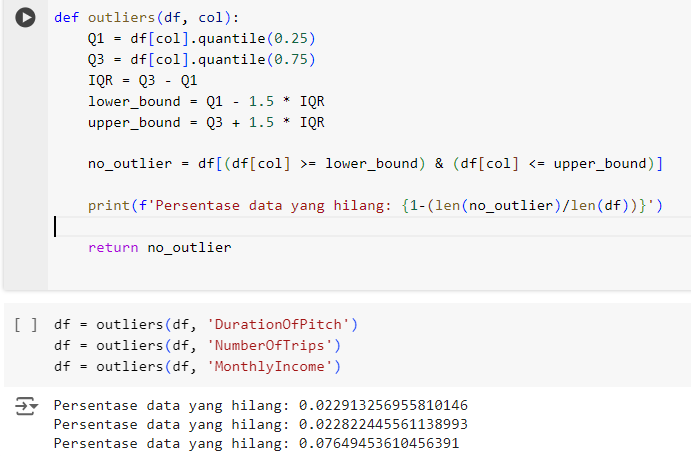 def outliers(df, col):
    Q1 = df[col].quantile(0.25)
    Q3 = df[col].quantile(0.75)
    IQR = Q3 - Q1
    lower_bound = Q1 - 1.5 * IQR
    upper_bound = Q3 + 1.5 * IQR
    no_outlier = df[(df[col] >= lower_bound) & (df[col] <= upper_bound)]
    print(f'Persentase data yang hilang: {1-(len(no_outlier)/len(df))}')
    return no_outlier
[ ] df = outliers(df, 'DurationOfPitch')
df = outliers(df, 'NumberOfTrips')
df = outliers(df, 'MonthlyIncome')
Persentase data yang hilang: 0.022913256955810146
Persentase data yang hilang: 0.022822445561138993
Persentase data yang hilang: 0.07649453610456391